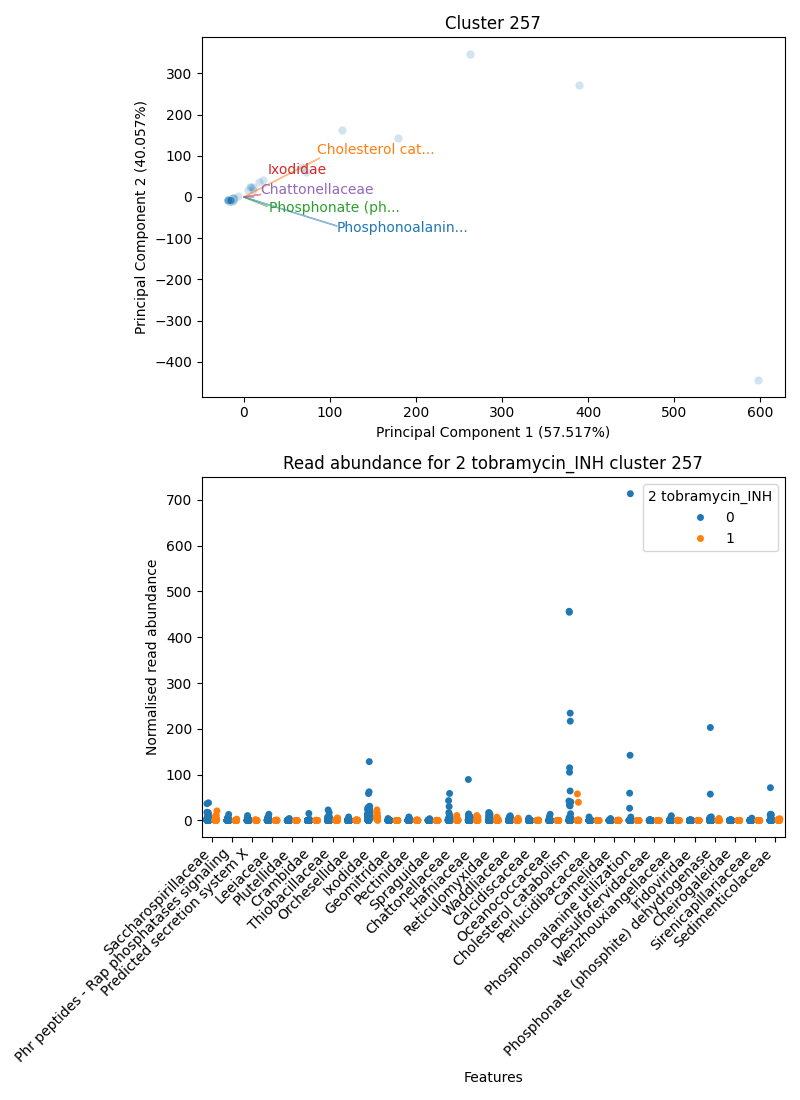 Cluster 257
300
200
100
0
−100
−200
−300
−400
Principal Component 2 (40.057%)
Cholesterol cat...
Ixodidae
Chattonellaceae
Phosphonate (ph...
Phosphonoalanin...
0
100
200
300
400
500
600
Principal Component 1 (57.517%)
Read abundance for 2 tobramycin_INH cluster 257
700
600
500
400
300
200
100
0
Normalised read abundance
2 tobramycin_INH
0
1
Saccharospirillaceae
Phr peptides - Rap phosphatases signaling
Predicted secretion system X
Leeiaceae
Plutellidae
Crambidae
Thiobacillaceae
Orchesellidae
Ixodidae
Geomitridae
Pectinidae
Spraguidae
Chattonellaceae
Hafniaceae
Reticulomyxidae
Waddliaceae
Calcidiscaceae
Oceanococcaceae
Cholesterol catabolism
Perlucidibacaceae
Camelidae
Phosphonoalanine utilization
Desulfofervidaceae
Wenzhouxiangellaceae
Iridoviridae
Phosphonate (phosphite) dehydrogenase
Cheirogaleidae
Sirenicapillariaceae
Sedimenticolaceae
Features